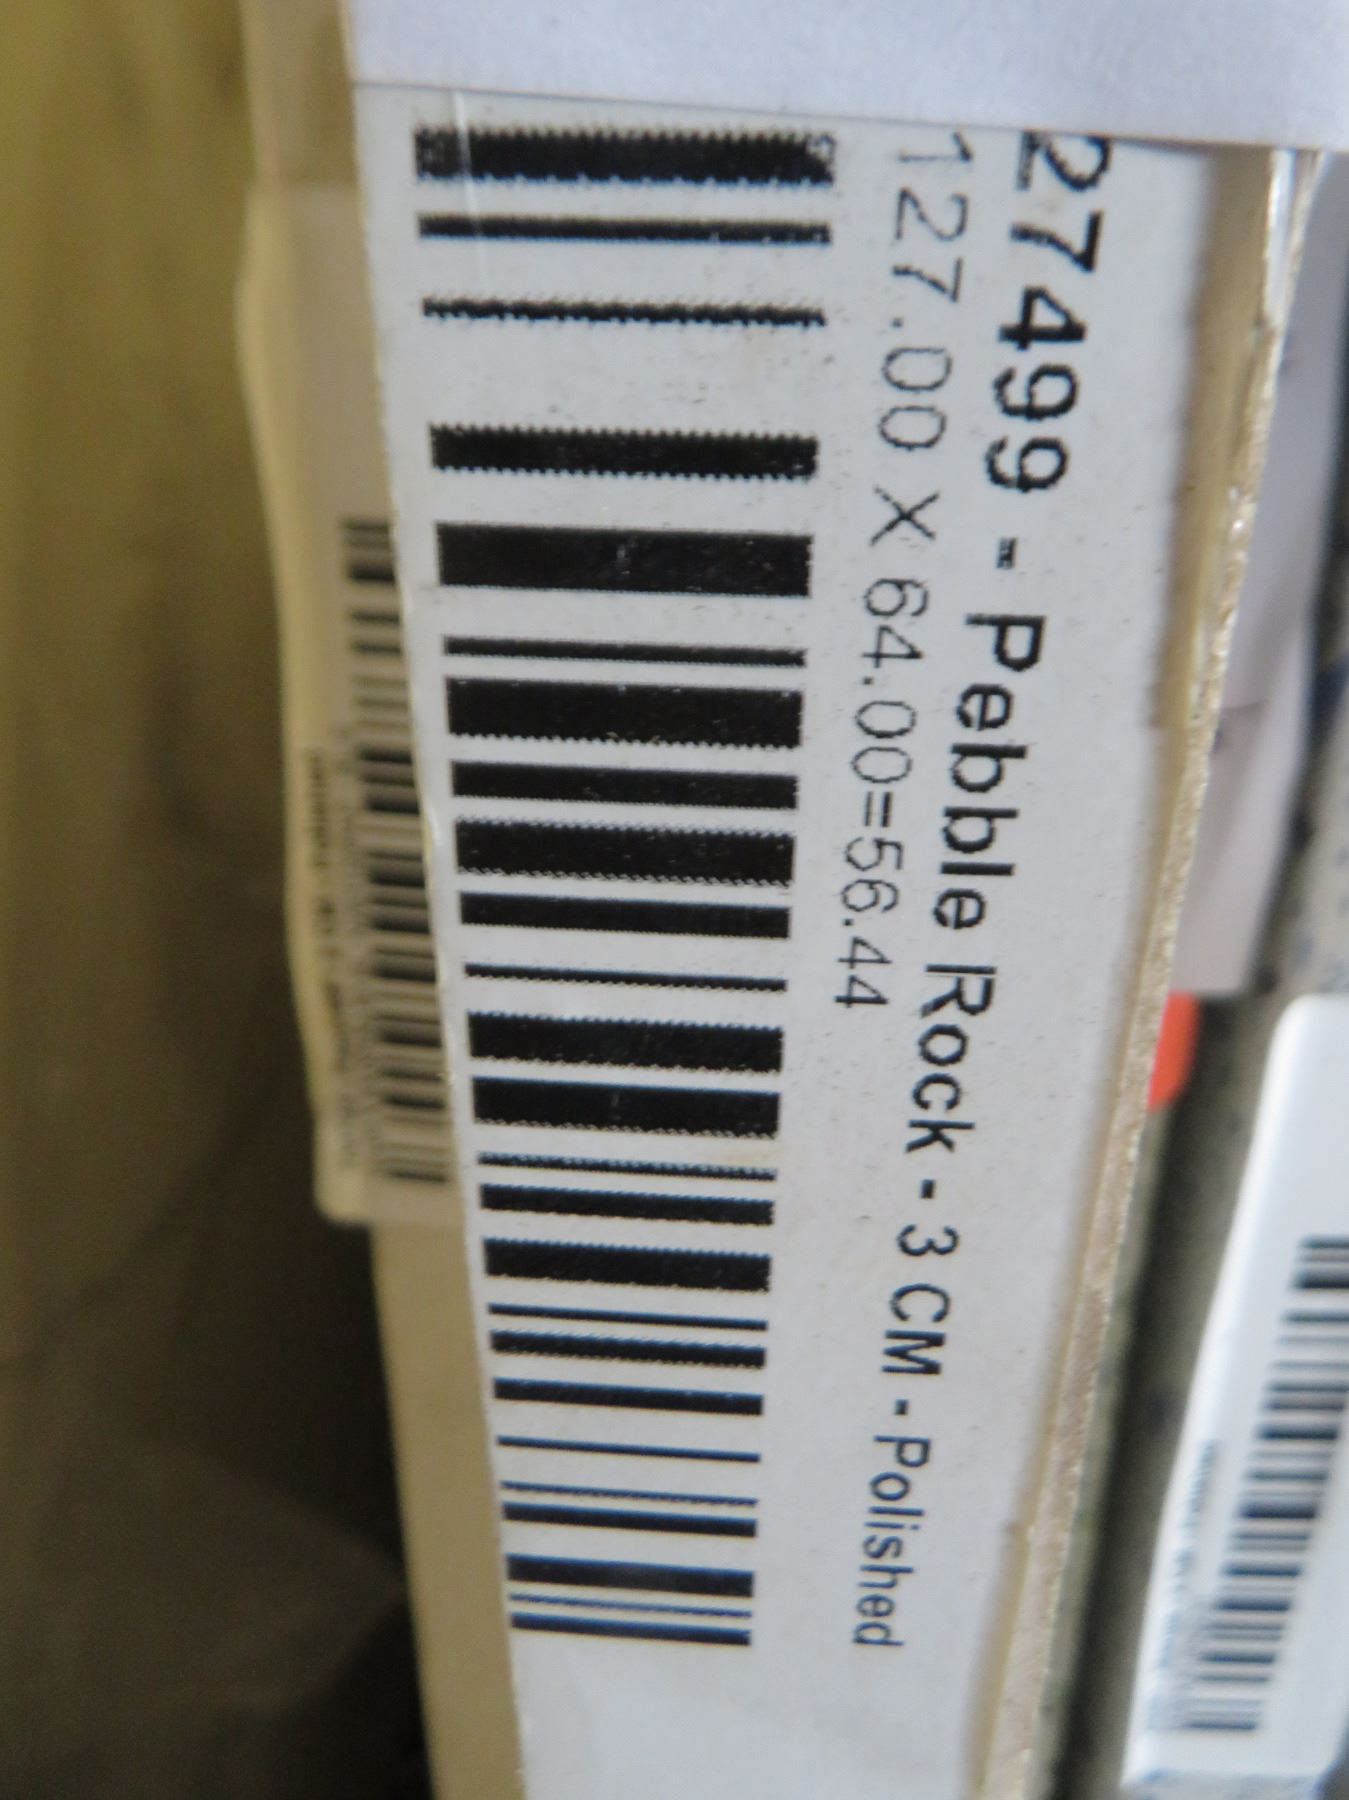 27499 - Pebble Rock - 3 CM - Polished
127.00 X 64.00=56.44